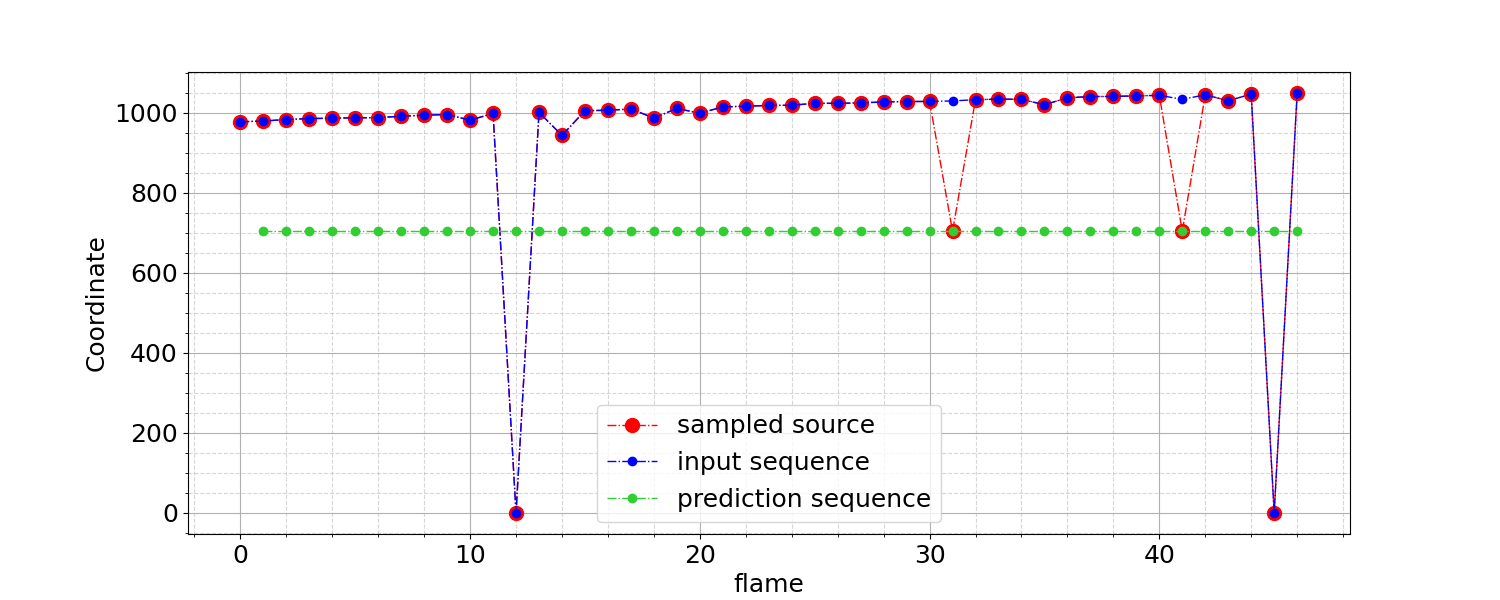 1000
800
600
400
200
0
Coordinate
sampled source
input sequence
prediction sequence
0 10 20 30 40
flame